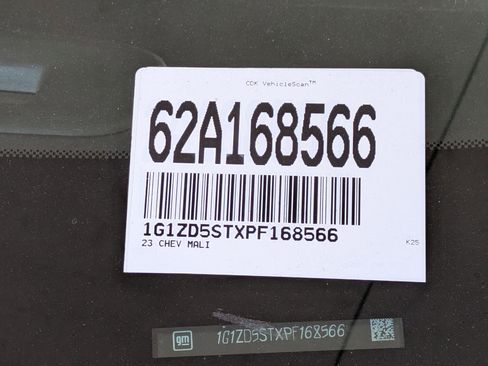 CDK VehicleScan™
62A168566
1G1ZD5STXPF168566
23 CHEV MALI
K25
gm 1G1ZD5STXPF168566